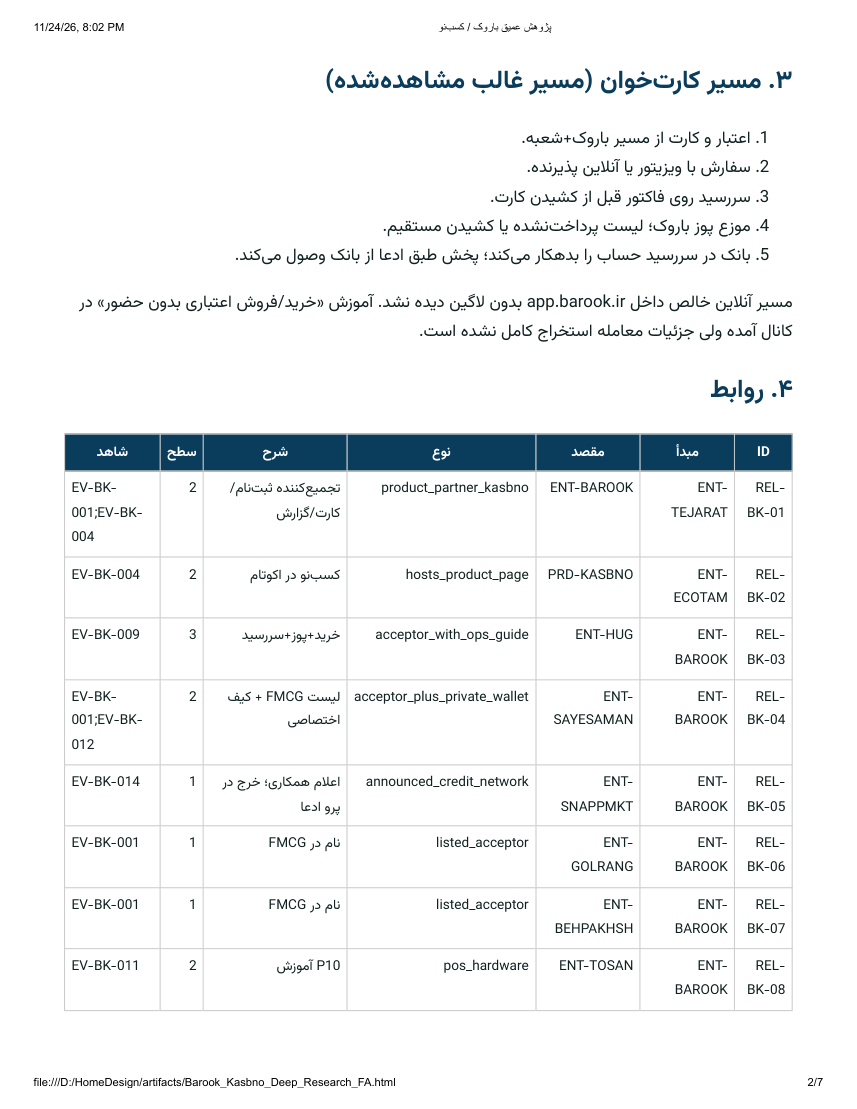 11/24/26, 8:02 PM
پژوهش عمیق باروک / کسب‌نو
۳. مسیر کارت‌خوان (مسیر غالب مشاهده‌شده)
1. اعتبار و کارت از مسیر باروک+شعبه.
2. سفارش با ویزیتور یا آنلاین پذیرنده.
3. سررسید روی فاکتور قبل از کشیدن کارت.
4. موزع پوز باروک؛ لیست پرداخت‌نشده یا کشیدن مستقیم.
5. بانک در سررسید حساب را بدهکار می‌کند؛ پخش طبق ادعا از بانک وصول می‌کند.
مسیر آنلاین خالص داخل app.barook.ir بدون لاگین دیده نشد. آموزش «خرید/فروش اعتباری بدون حضور» در
کانال آمده ولی جزئیات معامله استخراج کامل نشده است.
۴. روابط
ID مبدأ مقصد نوع شرح سطح شاهد
REL- ENT- ENT-BAROOK product_partner_kasbno تجمیع‌کننده ثبت‌نام/ 2 EV-BK-
BK-01 TEJARAT کارت/گزارش 001;EV-BK-
004
REL- ENT- PRD-KASBNO hosts_product_page کسب‌نو در اکوتام 2 EV-BK-004
BK-02 ECOTAM
REL- ENT- ENT-HUG acceptor_with_ops_guide خرید+پوز+سررسید 3 EV-BK-009
BK-03 BAROOK
REL- ENT- ENT- acceptor_plus_private_wallet لیست FMCG + کیف 2 EV-BK-
BK-04 BAROOK SAYESAMAN اختصاصی 001;EV-BK-
012
REL- ENT- ENT- announced_credit_network اعلام همکاری؛ خرج در 1 EV-BK-014
BK-05 BAROOK SNAPPMKT پرو ادعا
REL- ENT- ENT- listed_acceptor نام در FMCG 1 EV-BK-001
BK-06 BAROOK GOLRANG
REL- ENT- ENT- listed_acceptor نام در FMCG 1 EV-BK-001
BK-07 BAROOK BEHPAKHSH
REL- ENT- ENT-TOSAN pos_hardware P10 آموزش 2 EV-BK-011
BK-08 BAROOK
file:///D:/HomeDesign/artifacts/Barook_Kasbno_Deep_Research_FA.html
2/7